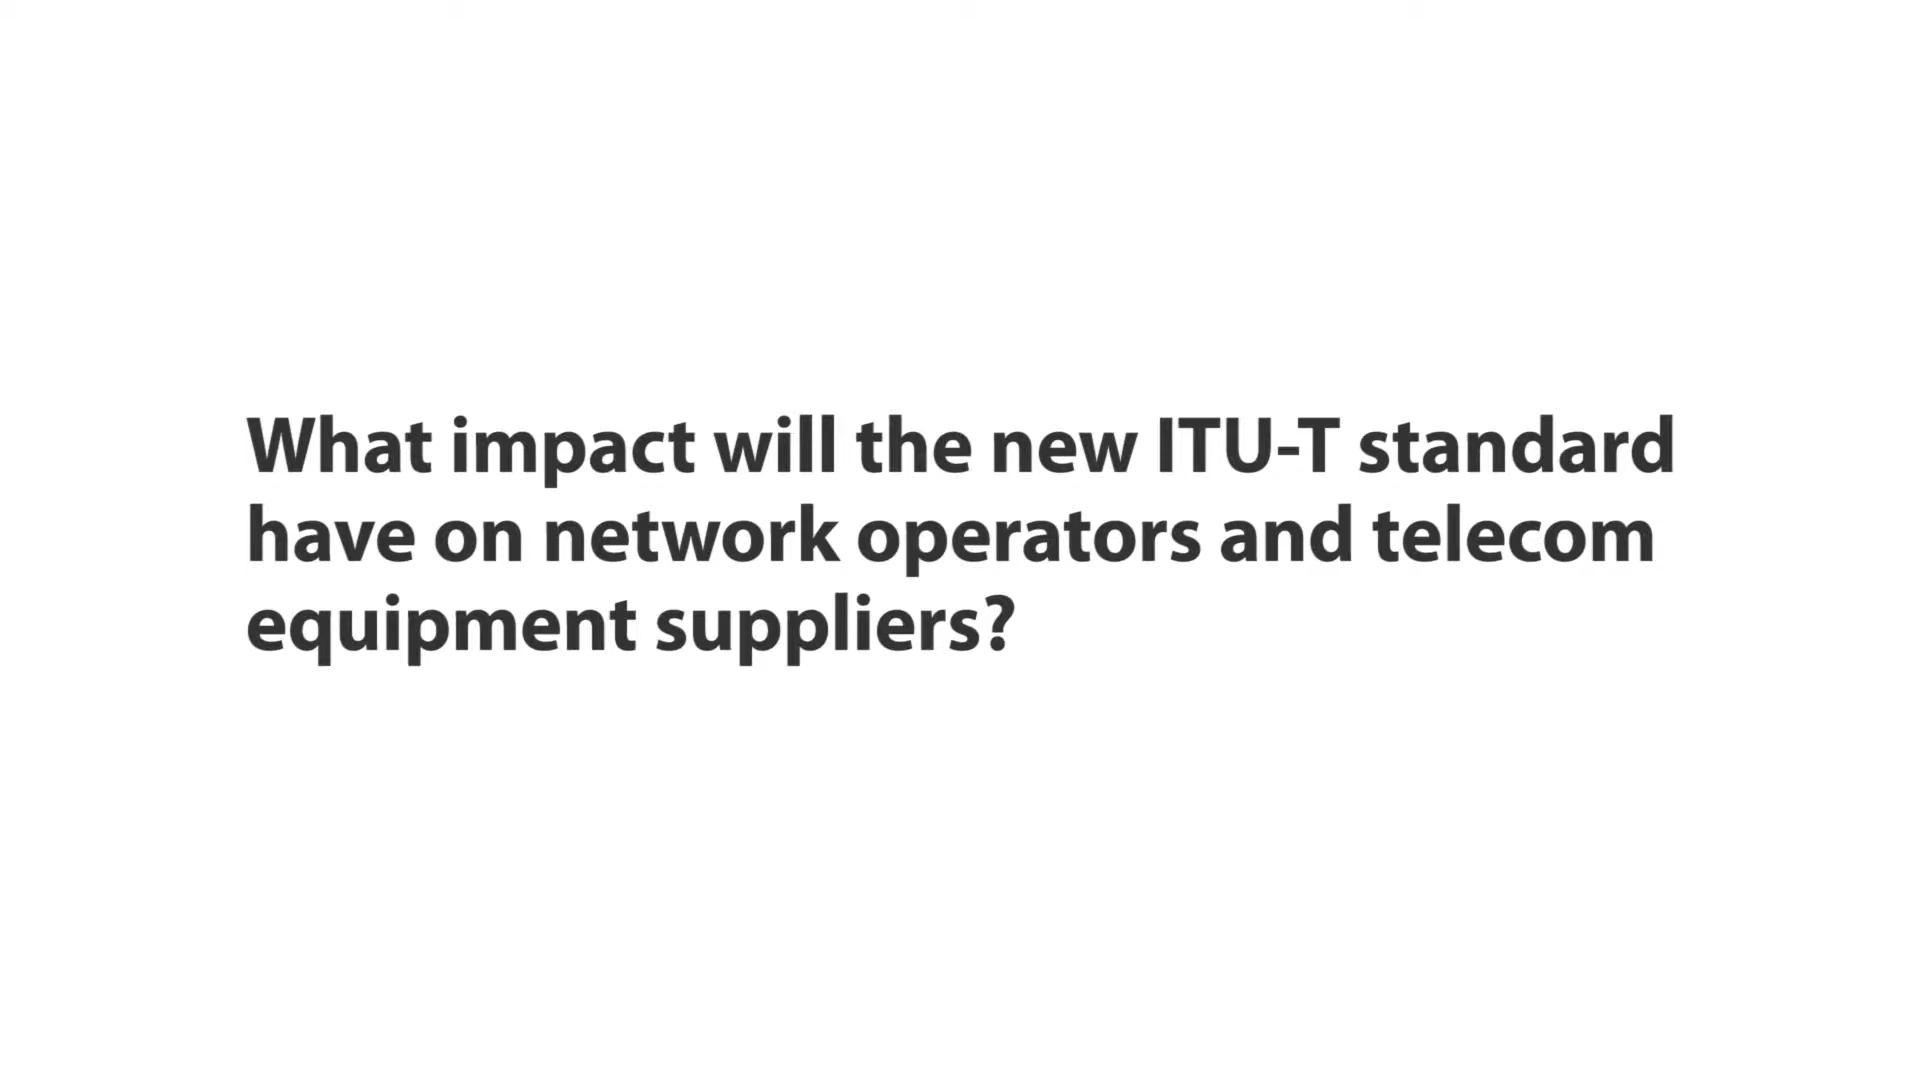 What impact will the new ITU-T standard
have on network operators and telecom
equipment suppliers?